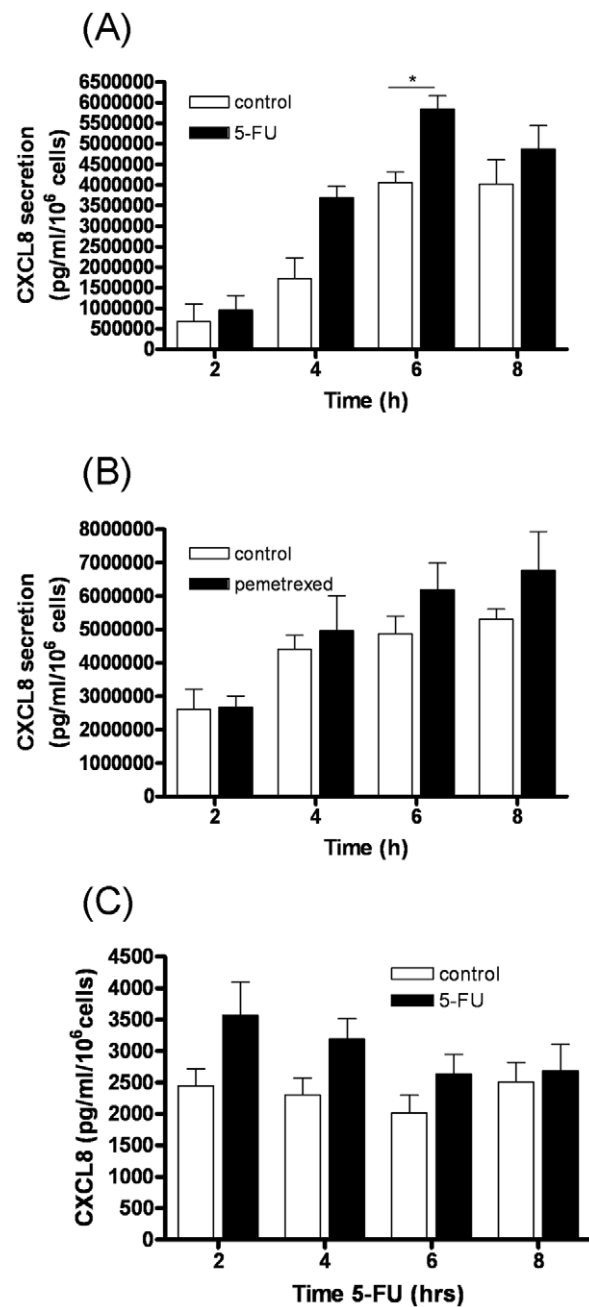 (A)
6500000
6000000
5500000
5000000
4500000
4000000
3500000
3000000
2500000
2000000
1500000
1000000
500000
0
CXCL8 secretion
(pg/ml/10⁶ cells)
control
5-FU
*
2 4 6 8
Time (h)
(B)
8000000
7000000
6000000
5000000
4000000
3000000
2000000
1000000
0
CXCL8 secretion
(pg/ml/10⁶ cells)
control
pemetrexed
2 4 6 8
Time (h)
(C)
4500
4000
3500
3000
2500
2000
1500
1000
500
0
CXCL8 (pg/ml/10⁶cells)
control
5-FU
2 4 6 8
Time 5-FU (hrs)